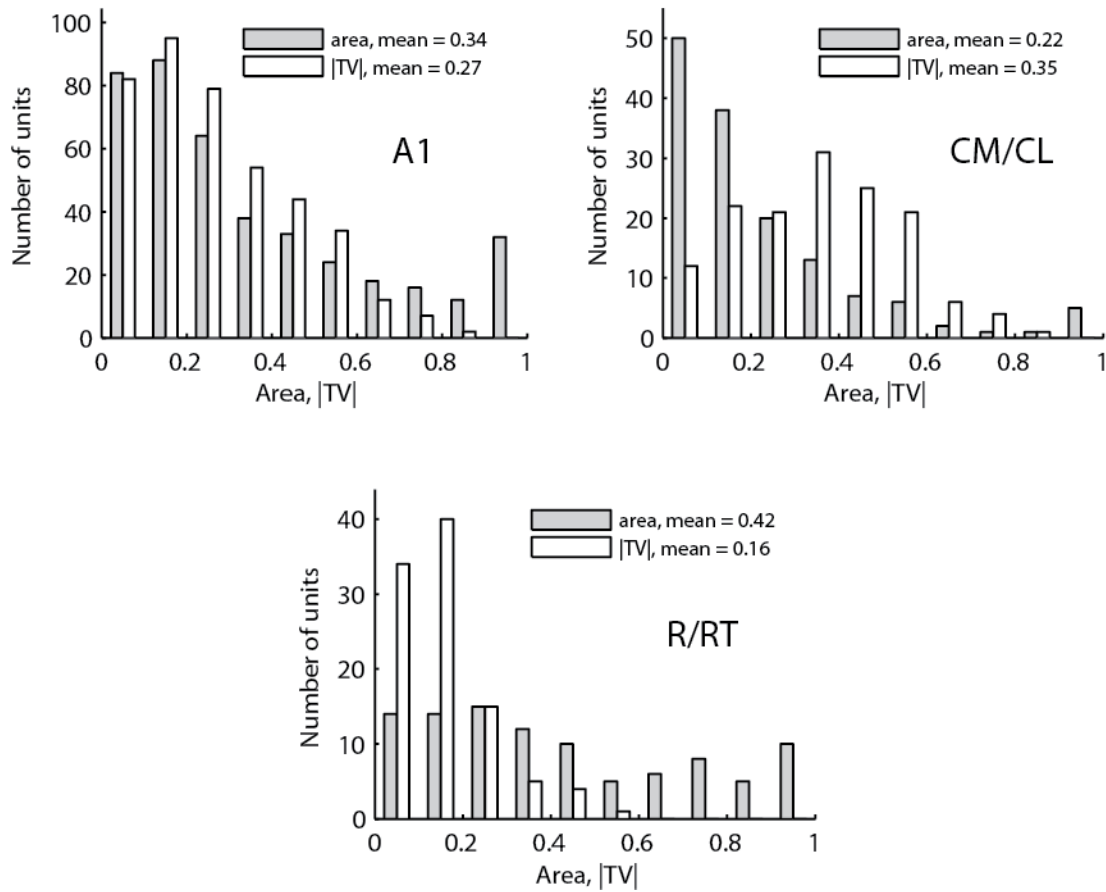 area, mean = 0.34
|TV|, mean = 0.27
A1
Number of units
100
80
60
40
20
0
0
0.2
0.4
0.6
0.8
1
Area, |TV|
area, mean = 0.22
|TV|, mean = 0.35
CM/CL
Number of units
50
40
30
20
10
0
0
0.2
0.4
0.6
0.8
1
Area, |TV|
area, mean = 0.42
|TV|, mean = 0.16
R/RT
Number of units
40
30
20
10
0
0
0.2
0.4
0.6
0.8
1
Area, |TV|